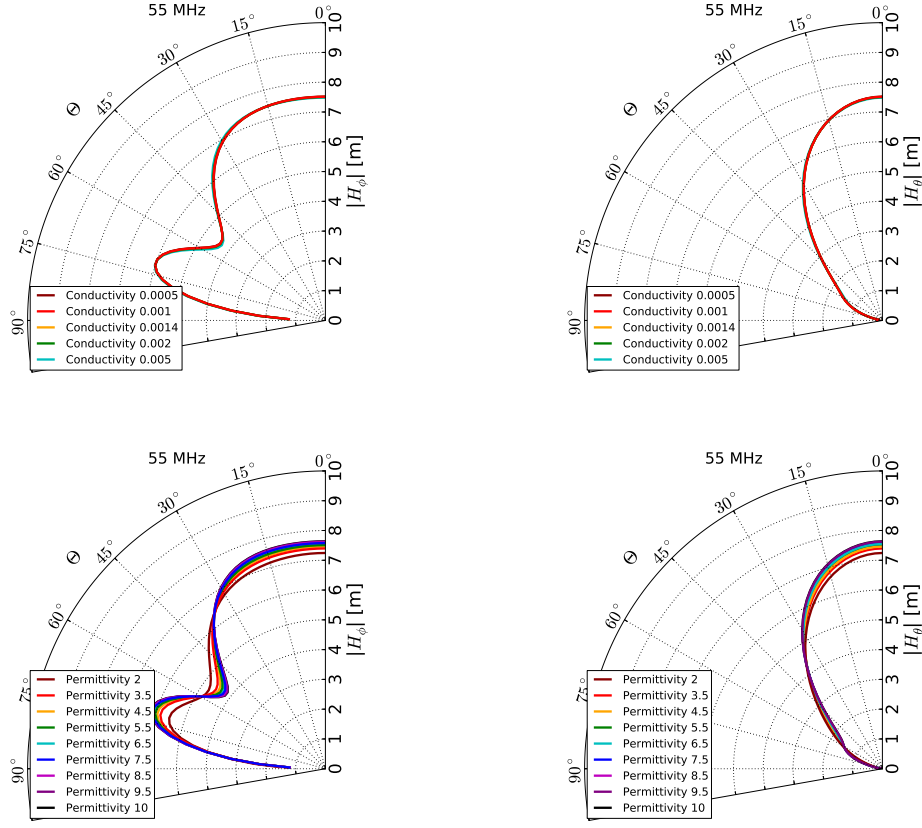 55 MHz
0°
15°
30°
45°
60°
75°
90°
Θ
10
9
8
7
6
5
4
3
2
1
0
|H_ϕ| [m]
Conductivity 0.0005
Conductivity 0.001
Conductivity 0.0014
Conductivity 0.002
Conductivity 0.005
55 MHz
0°
15°
30°
45°
60°
75°
90°
Θ
10
9
8
7
6
5
4
3
2
1
0
|H_θ| [m]
Conductivity 0.0005
Conductivity 0.001
Conductivity 0.0014
Conductivity 0.002
Conductivity 0.005
55 MHz
0°
15°
30°
45°
60°
75°
90°
Θ
10
9
8
7
6
5
4
3
2
1
0
|H_ϕ| [m]
Permittivity 2
Permittivity 3.5
Permittivity 4.5
Permittivity 5.5
Permittivity 6.5
Permittivity 7.5
Permittivity 8.5
Permittivity 9.5
Permittivity 10
55 MHz
0°
15°
30°
45°
60°
75°
90°
Θ
10
9
8
7
6
5
4
3
2
1
0
|H_θ| [m]
Permittivity 2
Permittivity 3.5
Permittivity 4.5
Permittivity 5.5
Permittivity 6.5
Permittivity 7.5
Permittivity 8.5
Permittivity 9.5
Permittivity 10